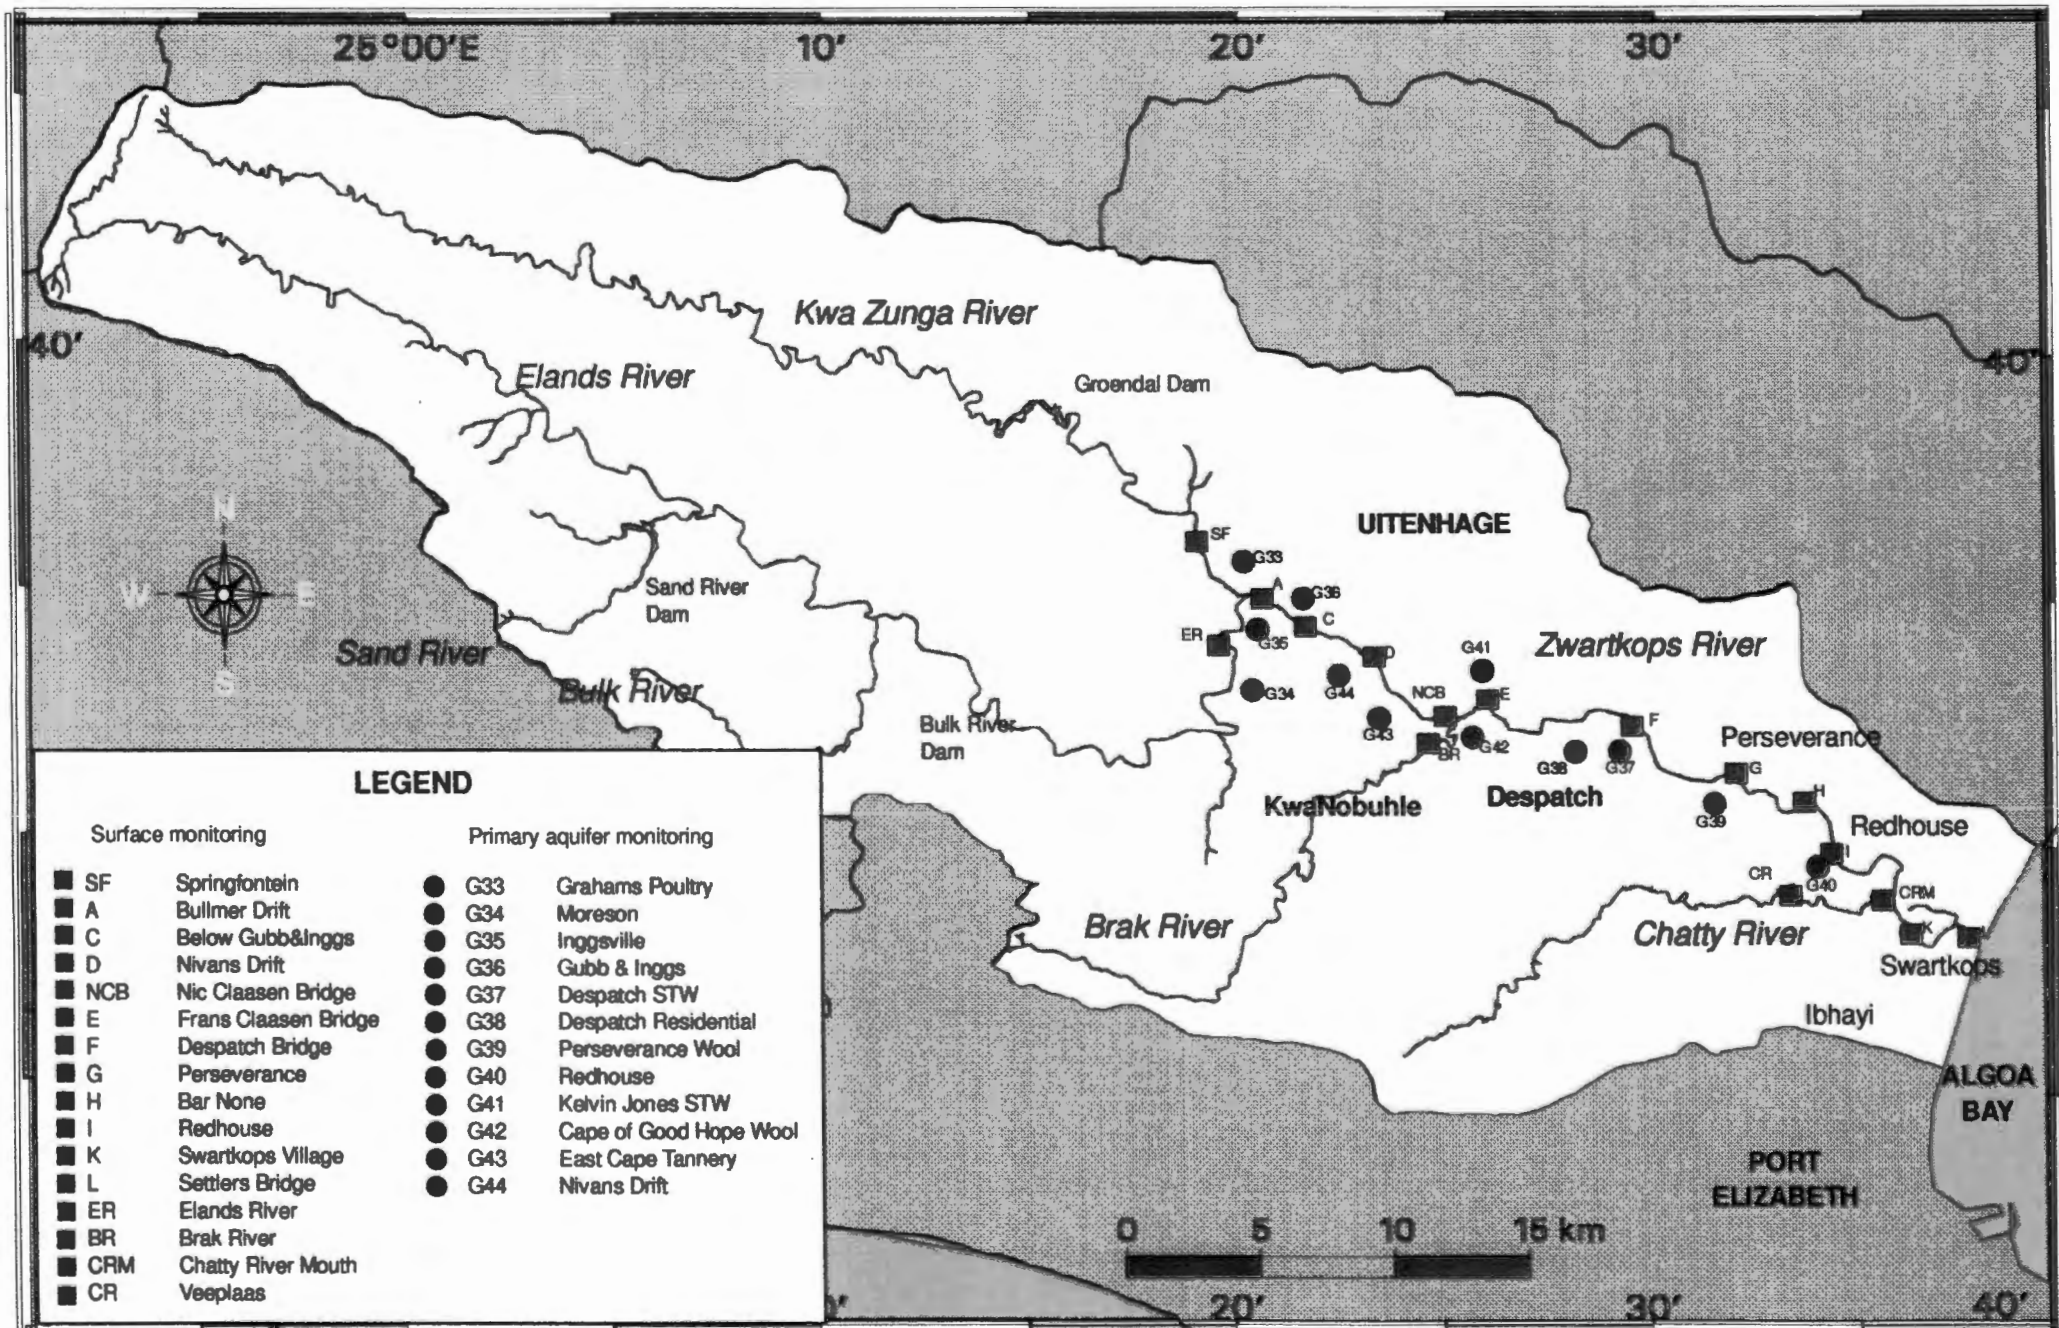 25°00'E 10' 20' 30'
Kwa Zunga River
40'
40'
Elands River
Groendal Dam
N
UITENHAGE
SF
G33
W E
Sand River
Dam
A
G36
C
ER
G35
Zwartkops River
Sand River
D
G41
S
Bulk River
G44
G34
NCB
E
Bulk River
Dam
G43
F
Perseverance
G42
BR
G38
G37
G
LEGEND
KwaNobuhle
Despatch
H
G39
Redhouse
Surface monitoring
Primary aquifer monitoring
I
CR
G40
CRM
Brak River
Chatty River
K
L
Swartkops
Ibhayi
SF Springfontein
A Bullmer Drift
C Below Gubb&Inggs
D Nivans Drift
NCB Nic Claasen Bridge
E Frans Claasen Bridge
F Despatch Bridge
G Perseverance
H Bar None
I Redhouse
K Swartkops Village
L Settlers Bridge
ER Elands River
BR Brak River
CRM Chatty River Mouth
CR Veeplaas
G33 Grahams Poultry
G34 Moreson
G35 Inggsville
G36 Gubb & Inggs
G37 Despatch STW
G38 Despatch Residential
G39 Perseverance Wool
G40 Redhouse
G41 Kelvin Jones STW
G42 Cape of Good Hope Wool
G43 East Cape Tannery
G44 Nivans Drift
ALGOA
BAY
PORT
ELIZABETH
0 5 10 15 km
20' 30' 40'